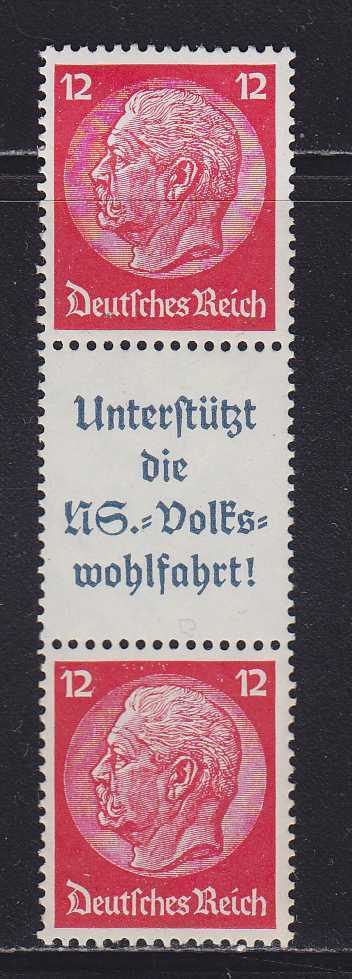 12 12
Deutsches Reich
Unterstützt
die
NS.-Volks-
wohlfahrt!
12 12
Deutsches Reich